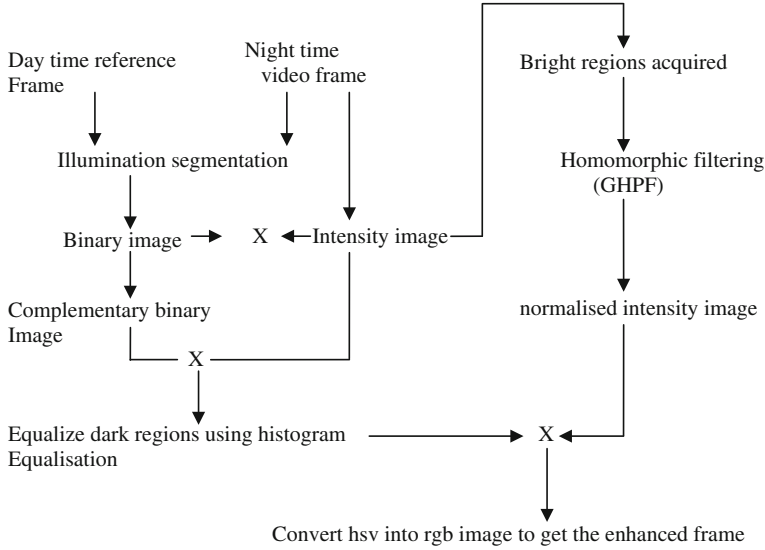 Day time reference
Frame
Night time
video frame
Bright regions acquired
Illumination segmentation
Homomorphic filtering
(GHPF)
Binary image
X
Intensity image
Complementary binary
Image
normalised intensity image
X
Equalize dark regions using histogram
Equalisation
X
Convert hsv into rgb image to get the enhanced frame